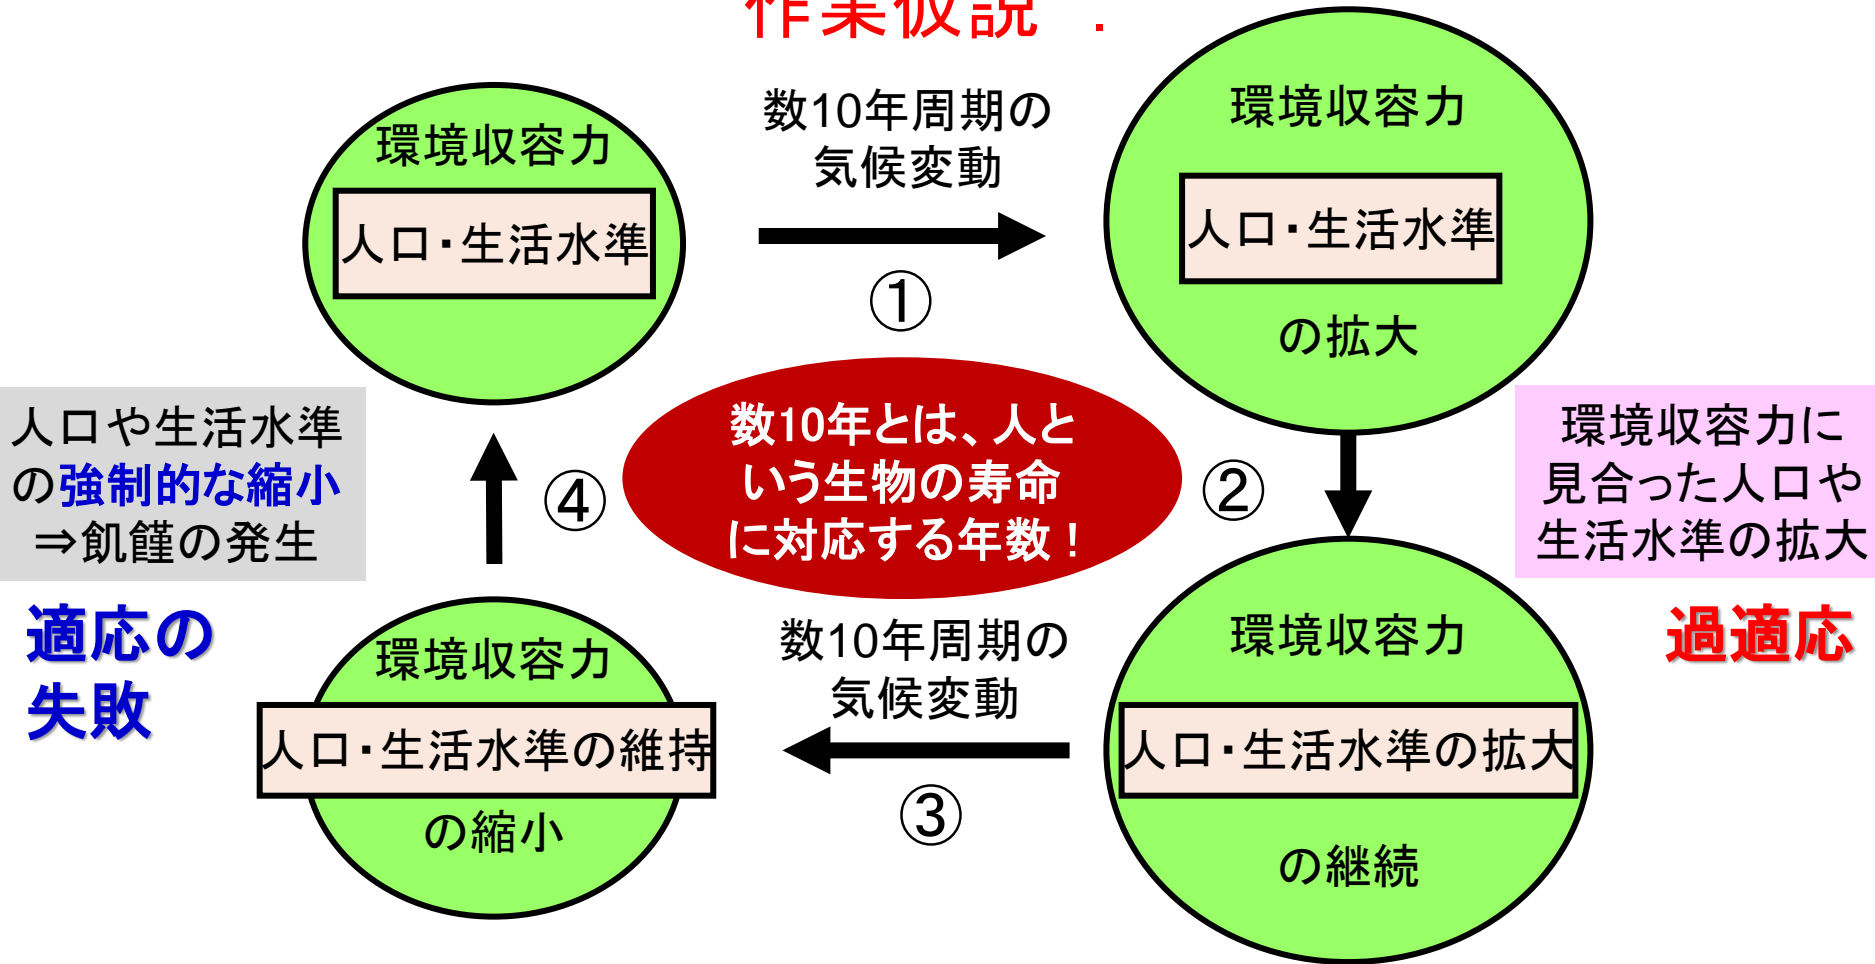 作業仮説 .
環境収容力
人口・生活水準
数10年周期の
気候変動
①
環境収容力
人口・生活水準
の拡大
人口や生活水準
の強制的な縮小
⇒飢饉の発生
④
数10年とは、人と
いう生物の寿命
に対応する年数！
②
環境収容力に
見合った人口や
生活水準の拡大
適応の
失敗
過適応
環境収容力
人口・生活水準の維持
の縮小
数10年周期の
気候変動
③
環境収容力
人口・生活水準の拡大
の継続